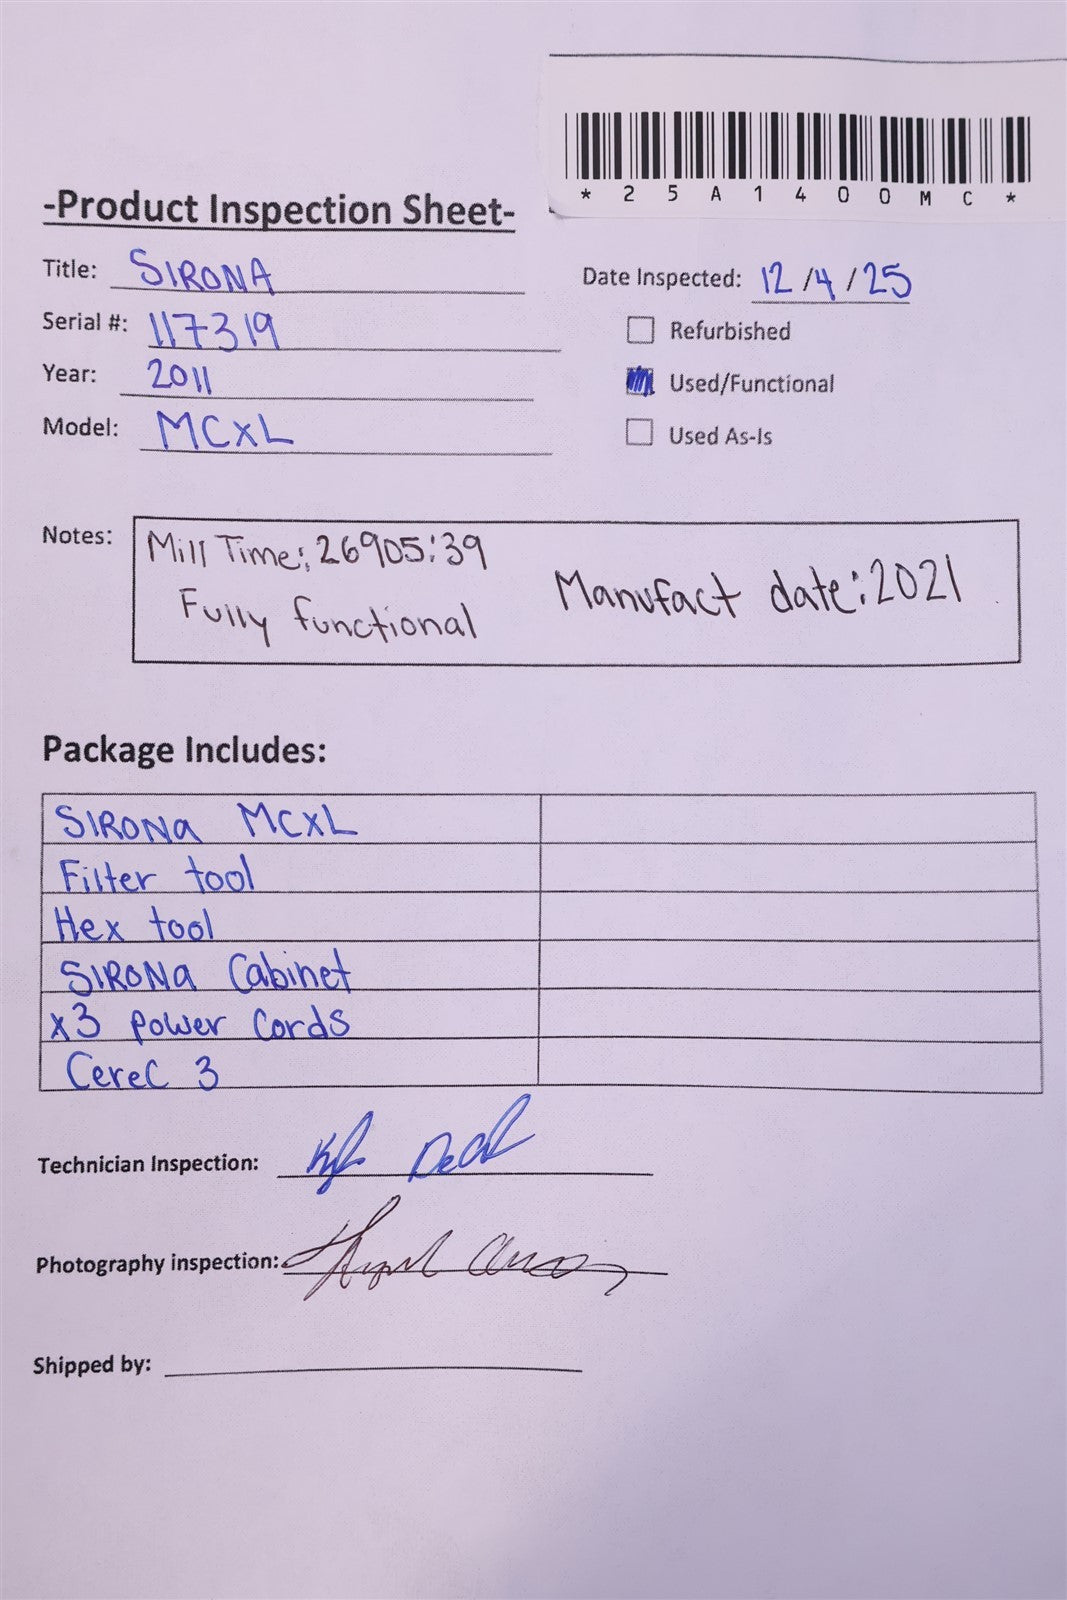 *25A1400MC*
-Product Inspection Sheet-
Title: SIRONA
Date Inspected: 12/4/25
Serial #: 117319
Refurbished
Year: 2011
Used/Functional
Model: MCXL
Used As-Is
Notes: Mill Time: 26905:39
Fully functional
Manufact date: 2021
Package Includes:
SIRONA MCXL
Filter tool
Hex tool
SIRONA Cabinet
x3 power cords
Cerec 3
Technician Inspection:
Photography inspection:
Shipped by: